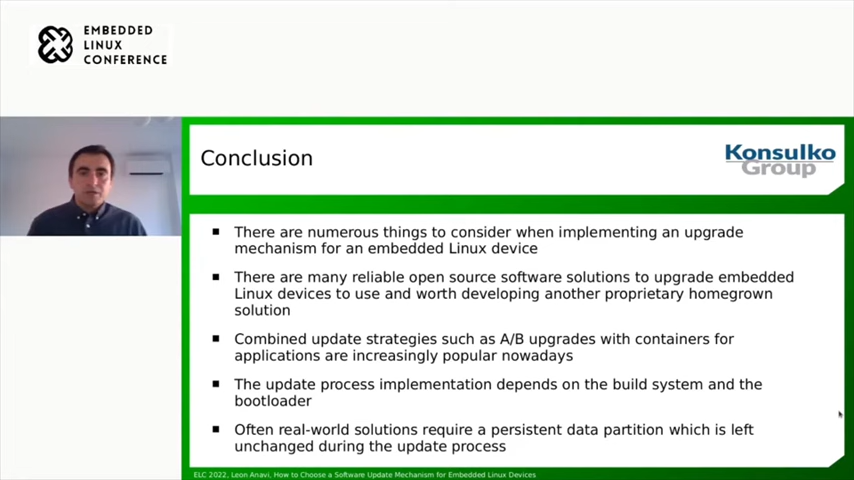 EMBEDDED
LINUX
CONFERENCE
Conclusion
Konsulko
Group
There are numerous things to consider when implementing an upgrade
mechanism for an embedded Linux device
There are many reliable open source software solutions to upgrade embedded
Linux devices to use and worth developing another proprietary homegrown
solution
Combined update strategies such as A/B upgrades with containers for
applications are increasingly popular nowadays
The update process implementation depends on the build system and the
bootloader
Often real-world solutions require a persistent data partition which is left
unchanged during the update process
ELC 2022, Leon Anavi, How to Choose a Software Update Mechanism for Embedded Linux Devices